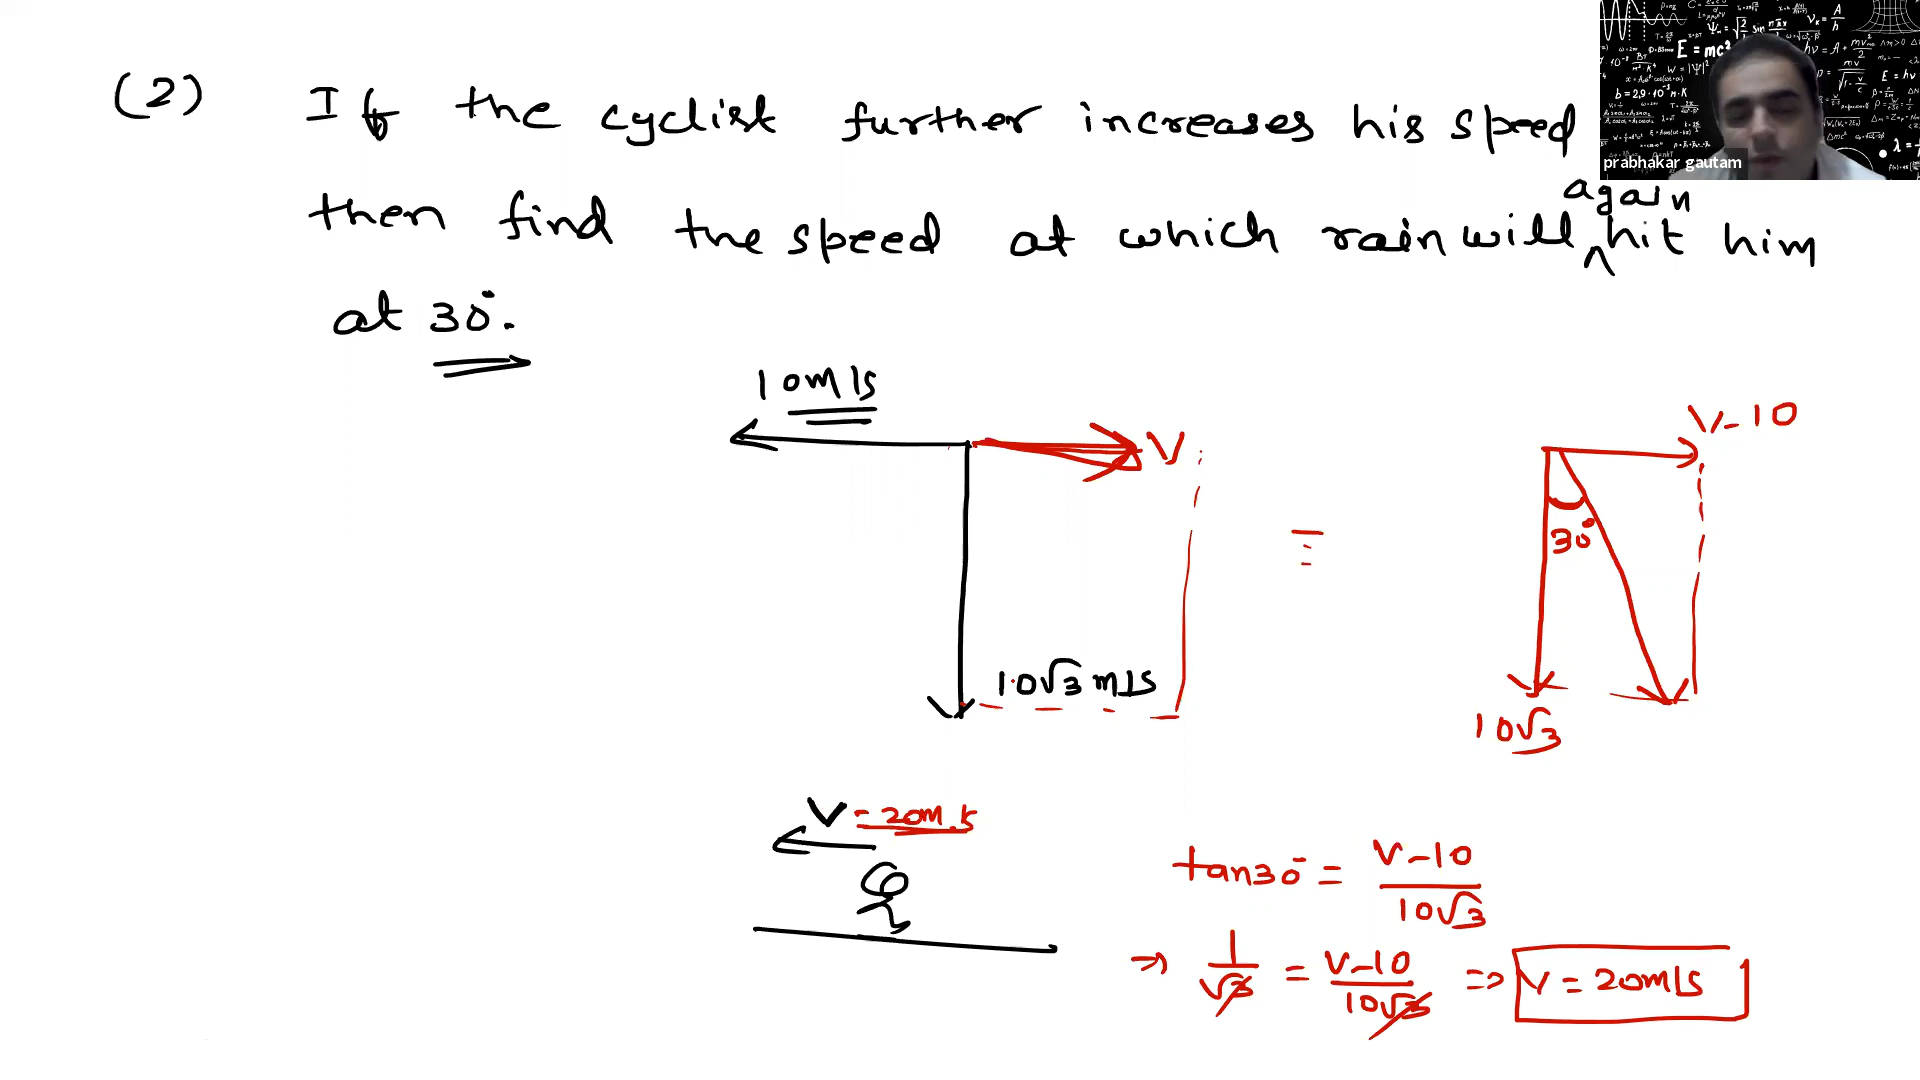 (2) If the cyclist further increases his speed
then find the speed at which rain will again hit him
at 30°.
10m/s
V
10√3 m/s
V-10
30°
10√3
V = 20m/s
tan30° = V-10 / 10√3
⇒ 1/√3 = V-10 / 10√3 ⇒ V = 20m/s
prabhakar gautam
E = mc²